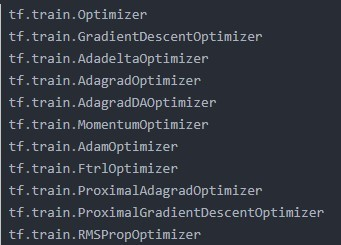 tf.train.Optimizer
tf.train.GradientDescentOptimizer
tf.train.AdadeltaOptimizer
tf.train.AdagradOptimizer
tf.train.AdagradDAOptimizer
tf.train.MomentumOptimizer
tf.train.AdamOptimizer
tf.train.FtrlOptimizer
tf.train.ProximalAdagradOptimizer
tf.train.ProximalGradientDescentOptimizer
tf.train.RMSPropOptimizer